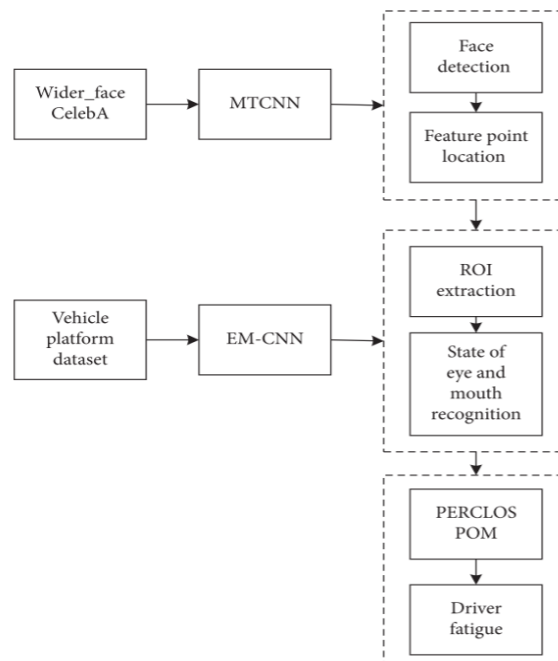 Wider_face
CelebA
MTCNN
Face
detection
Feature point
location
Vehicle
platform
dataset
EM-CNN
ROI
extraction
State of
eye and
mouth
recognition
PERCLOS
POM
Driver
fatigue